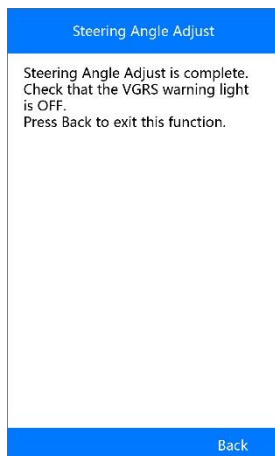 Steering Angle Adjust
Steering Angle Adjust is complete.
Check that the VGRS warning light
is OFF.
Press Back to exit this function.
Back